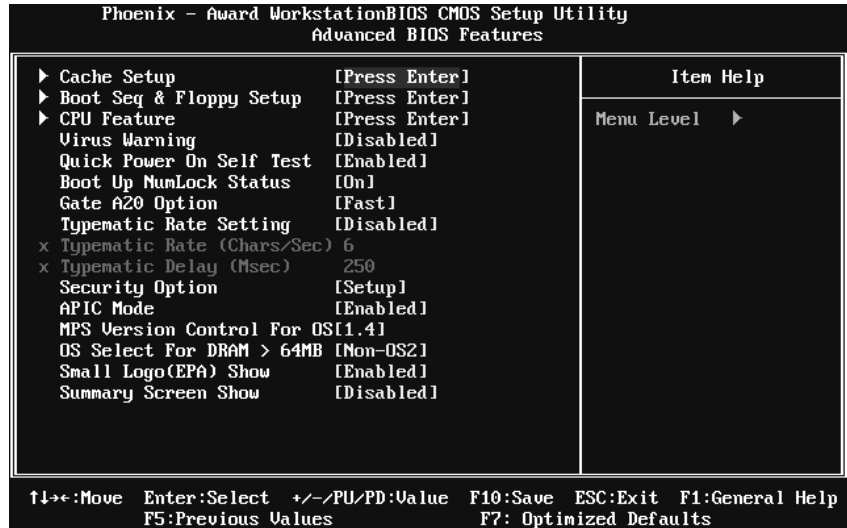 Phoenix - Award WorkstationBIOS CMOS Setup Utility
Advanced BIOS Features
▶ Cache Setup [Press Enter]
▶ Boot Seq & Floppy Setup [Press Enter]
▶ CPU Feature [Press Enter]
Virus Warning [Disabled]
Quick Power On Self Test [Enabled]
Boot Up NumLock Status [On]
Gate A20 Option [Fast]
Typematic Rate Setting [Disabled]
x Typematic Rate (Chars/Sec) 6
x Typematic Delay (Msec) 250
Security Option [Setup]
APIC Mode [Enabled]
MPS Version Control For OS[1.4]
OS Select For DRAM > 64MB [Non-OS2]
Small Logo(EPA) Show [Enabled]
Summary Screen Show [Disabled]
Item Help
Menu Level ▶
↑↓→←:Move Enter:Select +/-/PU/PD:Value F10:Save ESC:Exit F1:General Help
F5:Previous Values F7: Optimized Defaults